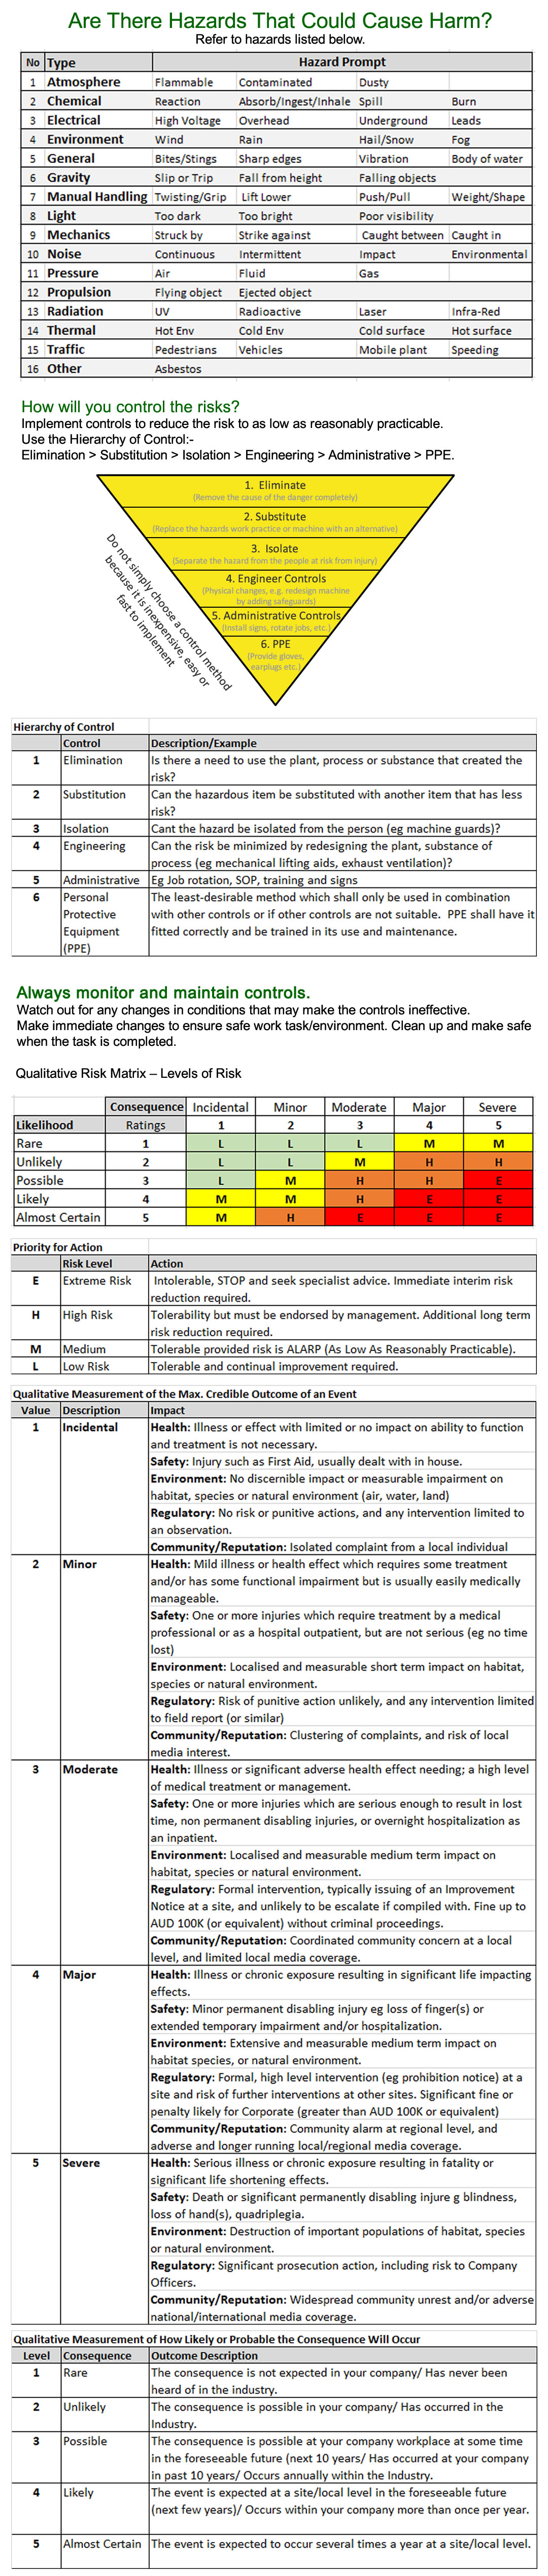 Are There Hazards That Could Cause Harm?
Refer to hazards listed below.
No Type Hazard Prompt
1 Atmosphere Flammable Contaminated Dusty
2 Chemical Reaction Absorb/Ingest/Inhale Spill Burn
3 Electrical High Voltage Overhead Underground Leads
4 Environment Wind Rain Hail/Snow Fog
5 General Bites/Stings Sharp edges Vibration Body of water
6 Gravity Slip or Trip Fall from height Falling objects
7 Manual Handling Twisting/Grip Lift Lower Push/Pull Weight/Shape
8 Light Too dark Too bright Poor visibility
9 Mechanics Struck by Strike against Caught between Caught in
10 Noise Continuous Intermittent Impact Environmental
11 Pressure Air Fluid Gas
12 Propulsion Flying object Ejected object
13 Radiation UV Radioactive Laser Infra-Red
14 Thermal Hot Env Cold Env Cold surface Hot surface
15 Traffic Pedestrians Vehicles Mobile plant Speeding
16 Other Asbestos
How will you control the risks?
Implement controls to reduce the risk to as low as reasonably practicable.
Use the Hierarchy of Control:-
Elimination > Substitution > Isolation > Engineering > Administrative > PPE.
1. Eliminate
(Remove the cause of the danger completely)
2. Substitute
(Replace the hazards work practice or machine with an alternative)
3. Isolate
(Separate the hazard from the people at risk from injury)
4. Engineer Controls
(Physical changes, e.g. redesign machine
by adding safeguards)
5. Administrative Controls
(Install signs, rotate jobs, etc.)
6. PPE
(Provide gloves,
earplugs etc.)
Do not simply choose a control method
because it is inexpensive, easy or
fast to implement
Hierarchy of Control
Control Description/Example
1 Elimination Is there a need to use the plant, process or substance that created the
risk?
2 Substitution Can the hazardous item be substituted with another item that has less
risk?
3 Isolation Cant the hazard be isolated from the person (eg machine guards)?
4 Engineering Can the risk be minimized by redesigning the plant, substance of
process (eg mechanical lifting aids, exhaust ventilation)?
5 Administrative Eg Job rotation, SOP, training and signs
6 Personal The least-desirable method which shall only be used in combination
Protective with other controls or if other controls are not suitable. PPE shall have it
Equipment fitted correctly and be trained in its use and maintenance.
(PPE)
Always monitor and maintain controls.
Watch out for any changes in conditions that may make the controls ineffective.
Make immediate changes to ensure safe work task/environment. Clean up and make safe
when the task is completed.
Qualitative Risk Matrix – Levels of Risk
Consequence Incidental Minor Moderate Major Severe
Likelihood Ratings 1 2 3 4 5
Rare 1 L L L M M
Unlikely 2 L L M H H
Possible 3 L M H H E
Likely 4 M M H E E
Almost Certain 5 M H E E E
Priority for Action
Risk Level Action
E Extreme Risk Intolerable, STOP and seek specialist advice. Immediate interim risk
reduction required.
H High Risk Tolerability but must be endorsed by management. Additional long term
risk reduction required.
M Medium Tolerable provided risk is ALARP (As Low As Reasonably Practicable).
L Low Risk Tolerable and continual improvement required.
Qualitative Measurement of the Max. Credible Outcome of an Event
Value Description Impact
1 Incidental Health: Illness or effect with limited or no impact on ability to function
and treatment is not necessary.
Safety: Injury such as First Aid, usually dealt with in house.
Environment: No discernible impact or measurable impairment on
habitat, species or natural environment (air, water, land)
Regulatory: No risk or punitive actions, and any intervention limited to
an observation.
Community/Reputation: Isolated complaint from a local individual
2 Minor Health: Mild illness or health effect which requires some treatment
and/or has some functional impairment but is usually easily medically
manageable.
Safety: One or more injuries which require treatment by a medical
professional or as a hospital outpatient, but are not serious (eg no time
lost)
Environment: Localised and measurable short term impact on habitat,
species or natural environment.
Regulatory: Risk of punitive action unlikely, and any intervention limited
to field report (or similar)
Community/Reputation: Clustering of complaints, and risk of local
media interest.
3 Moderate Health: Illness or significant adverse health effect needing; a high level
of medical treatment or management.
Safety: One or more injuries which are serious enough to result in lost
time, non permanent disabling injuries, or overnight hospitalization as
an inpatient.
Environment: Localised and measurable medium term impact on
habitat, species or natural environment.
Regulatory: Formal intervention, typically issuing of an Improvement
Notice at a site, and unlikely to be escalate if compiled with. Fine up to
AUD 100K (or equivalent) without criminal proceedings.
Community/Reputation: Coordinated community concern at a local
level, and limited local media coverage.
4 Major Health: Illness or chronic exposure resulting in significant life impacting
effects.
Safety: Minor permanent disabling injury eg loss of finger(s) or
extended temporary impairment and/or hospitalization.
Environment: Extensive and measurable medium term impact on
habitat species, or natural environment.
Regulatory: Formal, high level intervention (eg prohibition notice) at a
site and risk of further interventions at other sites. Significant fine or
penalty likely for Corporate (greater than AUD 100K or equivalent)
Community/Reputation: Community alarm at regional level, and
adverse and longer running local/regional media coverage.
5 Severe Health: Serious illness or chronic exposure resulting in fatality or
significant life shortening effects.
Safety: Death or significant permanently disabling injure g blindness,
loss of hand(s), quadriplegia.
Environment: Destruction of important populations of habitat, species
or natural environment.
Regulatory: Significant prosecution action, including risk to Company
Officers.
Community/Reputation: Widespread community unrest and/or adverse
national/international media coverage.
Qualitative Measurement of How Likely or Probable the Consequence Will Occur
Level Consequence Outcome Description
1 Rare The consequence is not expected in your company/ Has never been
heard of in the industry.
2 Unlikely The consequence is possible in your company/ Has occurred in the
Industry.
3 Possible The consequence is possible at your company workplace at some time
in the foreseeable future (next 10 years/ Has occurred at your company
in past 10 years/ Occurs annually within the Industry.
4 Likely The event is expected at a site/local level in the foreseeable future
(next few years)/ Occurs within your company more than once per year.
5 Almost Certain The event is expected to occur several times a year at a site/local level.